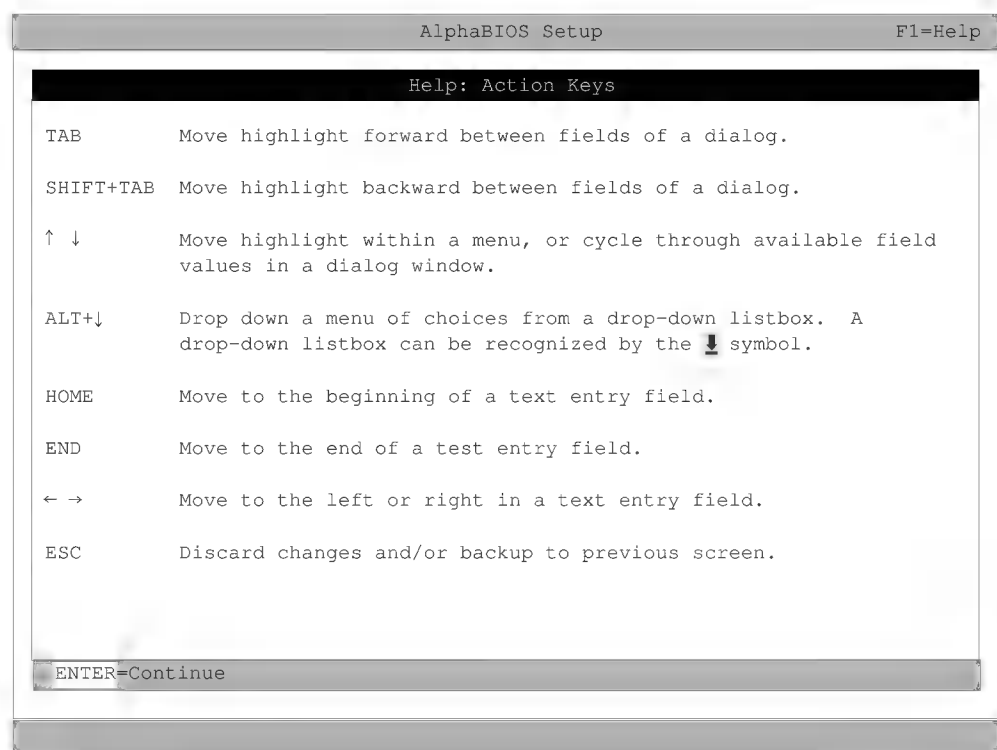 AlphaBIOS Setup F1=Help
Help: Action Keys
TAB Move highlight forward between fields of a dialog.
SHIFT+TAB Move highlight backward between fields of a dialog.
↑ ↓ Move highlight within a menu, or cycle through available field
values in a dialog window.
ALT+↓ Drop down a menu of choices from a drop-down listbox. A
drop-down listbox can be recognized by the ⬇ symbol.
HOME Move to the beginning of a text entry field.
END Move to the end of a test entry field.
← → Move to the left or right in a text entry field.
ESC Discard changes and/or backup to previous screen.
ENTER=Continue